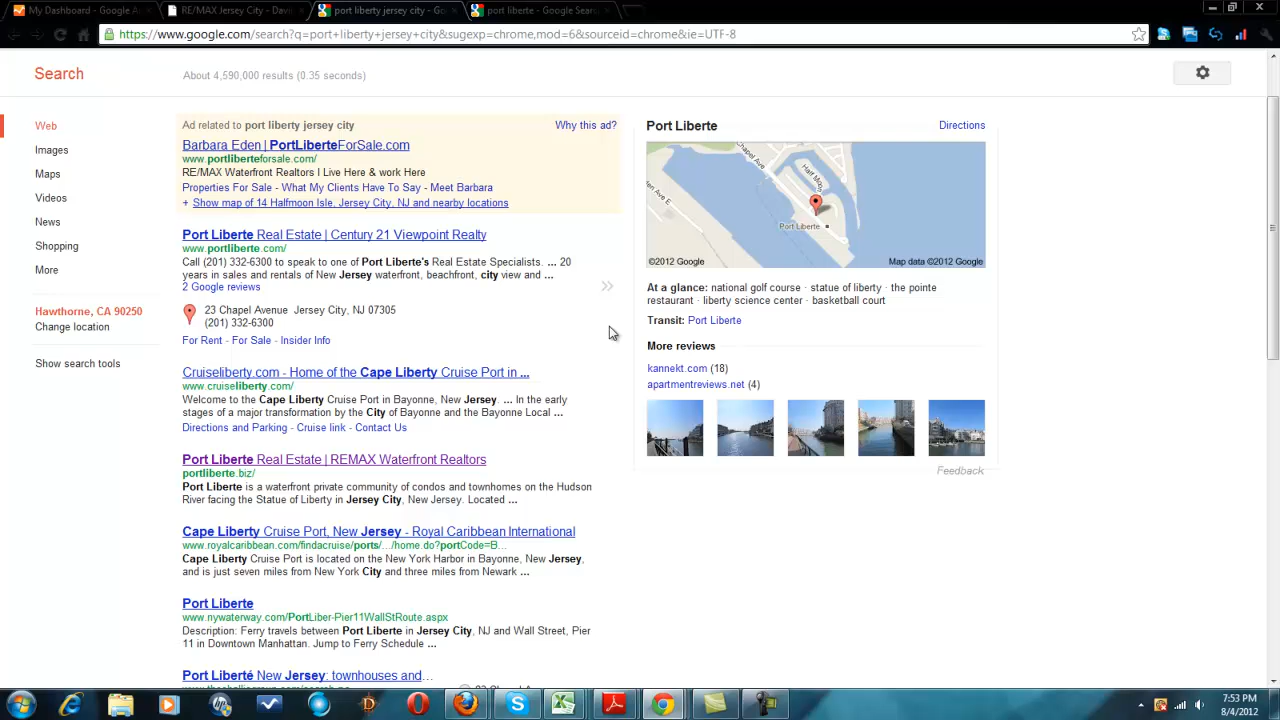 My Dashboard - Google A
RE/MAX Jersey City - Davi
port liberty jersey city - Go
port liberte - Google Sear
https://www.google.com/search?q=port+liberty+jersey+city&sugexp=chrome,mod=6&sourceid=chrome&ie=UTF-8
Search
About 4,590,000 results (0.35 seconds)
Web
Images
Maps
Videos
News
Shopping
More
Hawthorne, CA 90250
Change location
Show search tools
Ad related to port liberty jersey city
Why this ad?
Barbara Eden | PortLiberteForSale.com
www.portliberteforsale.com/
RE/MAX Waterfront Realtors I Live Here & work Here
Properties For Sale - What My Clients Have To Say - Meet Barbara
+ Show map of 14 Halfmoon Isle, Jersey City, NJ and nearby locations
Port Liberte Real Estate | Century 21 Viewpoint Realty
www.portliberte.com/
Call (201) 332-6300 to speak to one of Port Liberte's Real Estate Specialists. ... 20
years in sales and rentals of New Jersey waterfront, beachfront, city view and ...
2 Google reviews
23 Chapel Avenue Jersey City, NJ 07305
(201) 332-6300
For Rent - For Sale - Insider Info
Cruiseliberty.com - Home of the Cape Liberty Cruise Port in ...
www.cruiseliberty.com/
Welcome to the Cape Liberty Cruise Port in Bayonne, New Jersey. ... In the early
stages of a major transformation by the City of Bayonne and the Bayonne Local ...
Directions and Parking - Cruise link - Contact Us
Port Liberte Real Estate | REMAX Waterfront Realtors
portliberte.biz/
Port Liberte is a waterfront private community of condos and townhomes on the Hudson
River facing the Statue of Liberty in Jersey City, New Jersey. Located ...
Cape Liberty Cruise Port, New Jersey - Royal Caribbean International
www.royalcaribbean.com/findacruise/ports/.../home.do?portCode=B...
Cape Liberty Cruise Port is located on the New York Harbor in Bayonne, New Jersey,
and is just seven miles from New York City and three miles from Newark ...
Port Liberte
www.nywaterway.com/PortLiber-Pier11WallStRoute.aspx
Description: Ferry travels between Port Liberte in Jersey City, NJ and Wall Street, Pier
11 in Downtown Manhattan. Jump to Ferry Schedule ...
Port Liberté New Jersey: townhouses and...
Port Liberte
Directions
Chapel Ave
Half Moon
Port Liberte
©2012 Google
Map data ©2012 Google
At a glance: national golf course · statue of liberty · the pointe
restaurant · liberty science center · basketball court
Transit: Port Liberte
More reviews
kannekt.com (18)
apartmentreviews.net (4)
Feedback
7:53 PM
8/4/2012